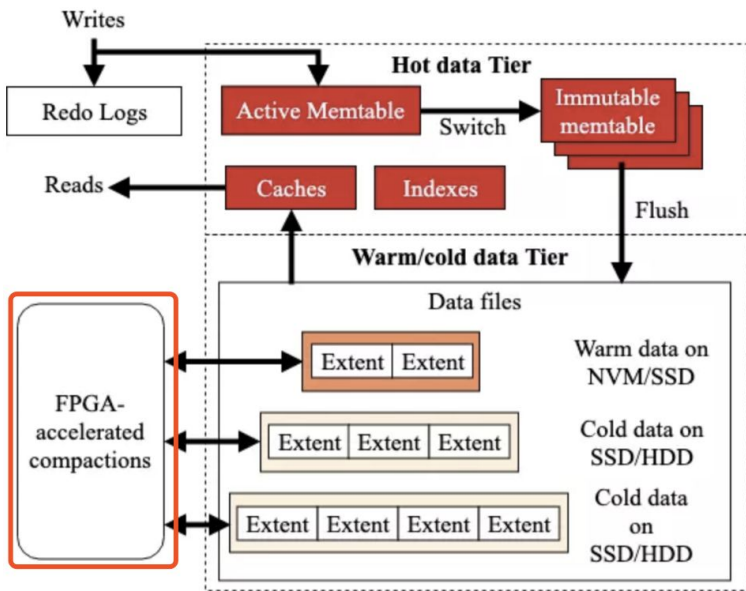 Writes
Hot data Tier
Redo Logs
Active Memtable
Switch
Immutable
memtable
Reads
Caches
Indexes
Flush
Warm/cold data Tier
Data files
FPGA-
accelerated
compactions
Extent Extent
Warm data on
NVM/SSD
Extent Extent Extent
Cold data on
SSD/HDD
Extent Extent Extent Extent
Cold data
on
SSD/HDD